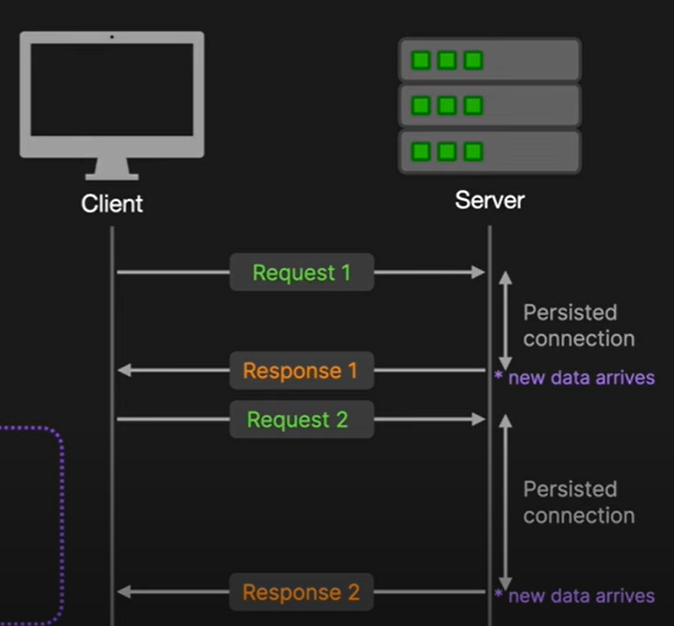 Client
Server
Request 1
Persisted
connection
Response 1
* new data arrives
Request 2
Persisted
connection
Response 2
* new data arrives